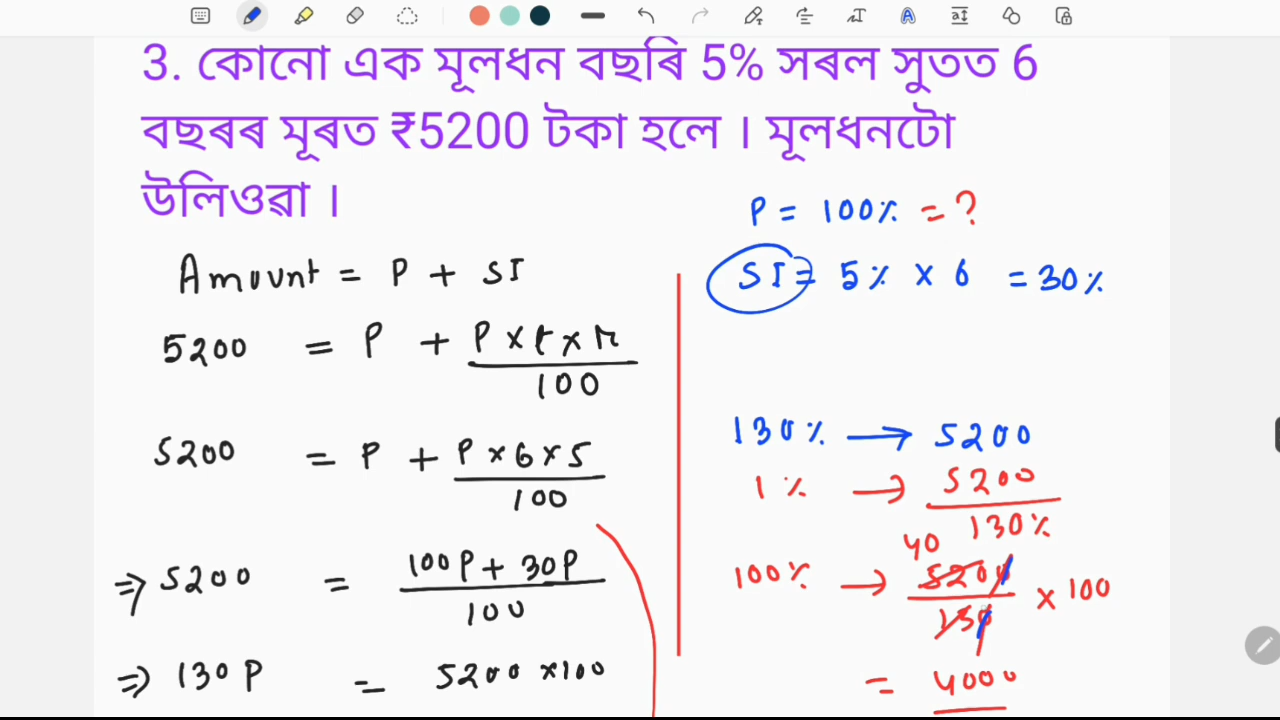 3. কোনো এক মূলধন বছৰি 5% সৰল সুতত 6
বছৰৰ মূৰত ₹5200 টকা হলে । মূলধনটো
উলিওৱা ।
Amount = P + SI
5200 = P + P × t × r / 100
5200 = P + P × 6 × 5 / 100
⇒ 5200 = 100P + 30P / 100
⇒ 130P = 5200 × 100
P = 100% = ?
SI = 5% × 6 = 30%
130% → 5200
1% → 5200 / 130%
40
100% → 5200 / 130 × 100
= 4000